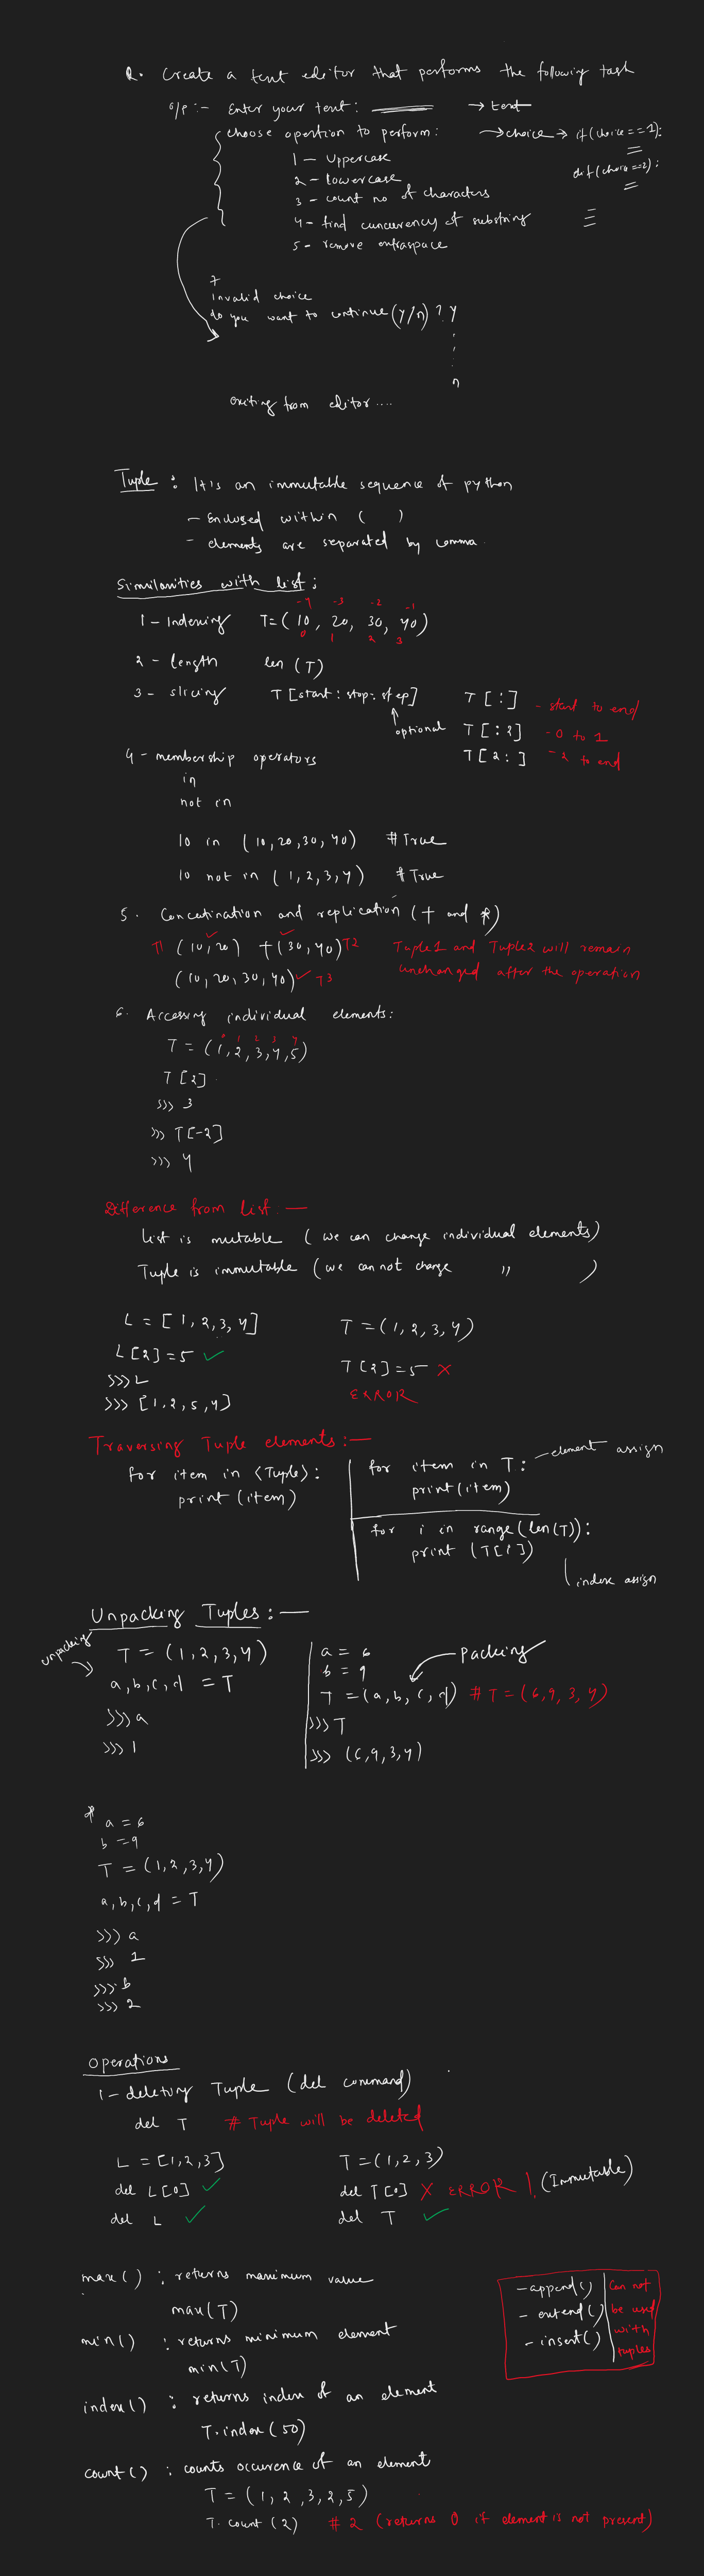 Q. Create a text editor that performs the following task
O/P :- Enter your text : → text
choose opertion to perform : → choice → if (choice == 1):
1 - Uppercase
elif (choice ==2) :
2 - lowercase
3 - count no of characters
4 - find cuncurrency of substring
5 - remove extraspace
7
invalid choice
do you want to continue (y/n) ? y
n
exiting from editor ....
Tuple : It's an immutable sequence of python
- Enclosed within ( )
- elements are separated by comma.
Similarities with list :
-4 -3 -2 -1
1 - Indexing T = ( 10, 20, 30, 40 )
0 1 2 3
2 - length len (T)
3 - slicing T [start : stop : step] T [ : ] - start to end
optional T [ : 2 ] - 0 to 1
T [ 2 : ] - 2 to end
4 - membership operators
in
not in
10 in ( 10, 20, 30, 40 ) # True
10 not in ( 1, 2, 3, 4 ) # True
5. Concatination and replication ( + and * )
T1 (10, 20) + (30, 40) T2 Tuple1 and Tuple2 will remain
(10, 20, 30, 40) T3 unchanged after the operation
6. Accessing individual elements :
0 1 2 3 4
T = ( 1, 2, 3, 4, 5 )
T [2]
>>> 3
>>> T [-2]
>>> 4
Difference from list. —
List is mutable ( we can change individual elements )
Tuple is immutable ( we can not change " )
L = [ 1, 2, 3, 4 ] T = ( 1, 2, 3, 4 )
L [2] = 5 ✓ T [2] = 5 X
>>> L ERROR
>>> [ 1, 2, 5, 4 ]
Traversing Tuple elements : —
for item in <Tuple> : for item in T : — element assign
print (item) print (item)
for i in range (len (T)) :
print (T[i])
index assign
Unpacking Tuples : —
unpacking T = ( 1, 2, 3, 4 ) a = 6 packing
a, b, c, d = T b = 9
>>> a T = (a, b, c, d) # T = (6, 9, 3, 4)
>>> 1 >>> T
>>> (6, 9, 3, 4)
* a = 6
b = 9
T = ( 1, 2, 3, 4 )
a, b, c, d = T
>>> a
>>> 1
>>> b
>>> 2
Operations
1 - deleting Tuple (del command)
del T # Tuple will be deleted
L = [1, 2, 3] T = (1, 2, 3)
del L [0] ✓ del T [0] X ERROR ! (Immutable)
del L ✓ del T ✓
max () : returns maximum value
max (T)
min () : returns minimum element
min (T)
index () : returns index of an element
T. index (50)
- append ()
- extend ()
- insert ()
Can not
be used
with
tuples
count () : counts occurence of an element
T = ( 1, 2, 3, 2, 5 )
T. count (2) # 2 (returns 0 if element is not present)